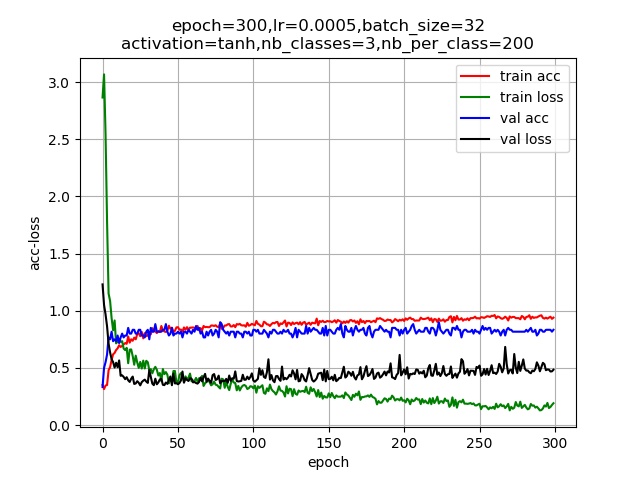 epoch=300,lr=0.0005,batch_size=32
activation=tanh,nb_classes=3,nb_per_class=200
train acc
train loss
val acc
val loss
3.0
2.5
2.0
1.5
1.0
0.5
0.0
acc-loss
0 50 100 150 200 250 300
epoch